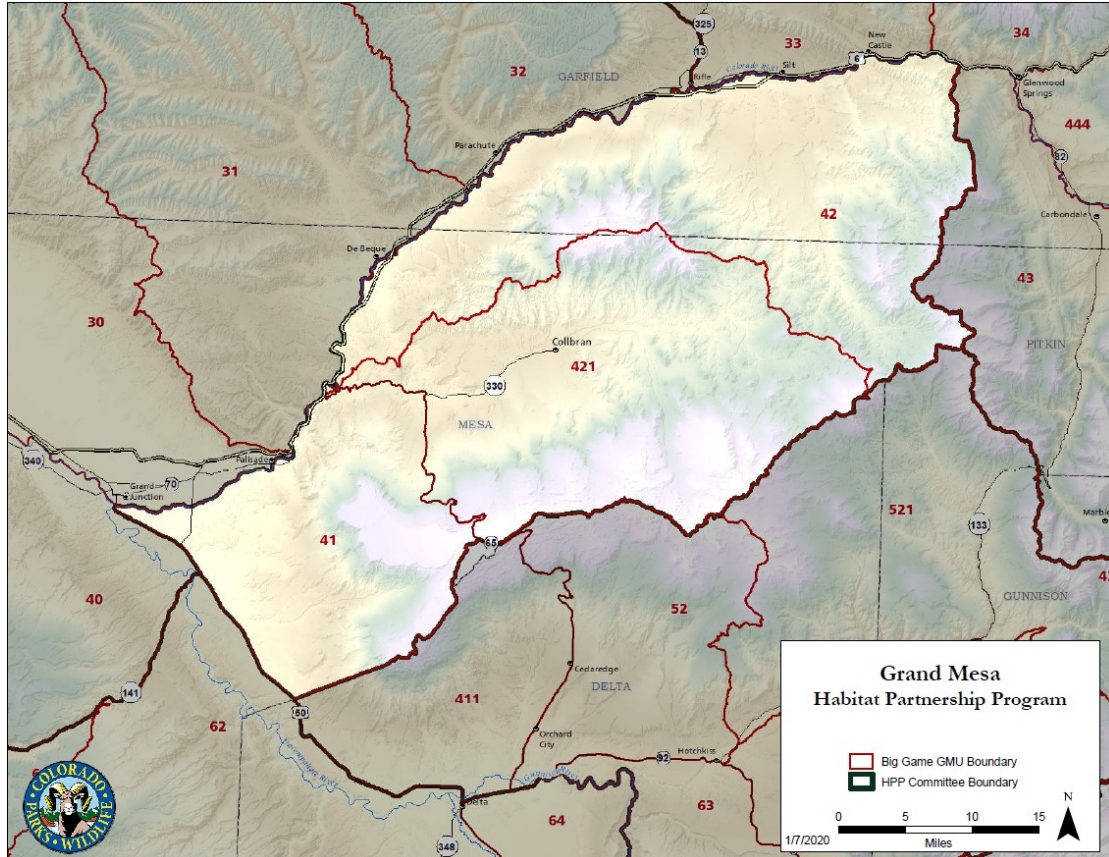 325
34
New
Castle
13
33
6
32
Colorado River
Silt
GARFIELD
Rifle
Glenwood
Springs
444
Parachute
82
31
42
Carbondale
De Beque
43
30
PITKIN
Collbran
421
330
MESA
340
Palisade
70
Grand
Junction
Marble
521
133
41
65
40
GUNNISON
52
Cedaredge
DELTA
141
411
50
62
Orchard
City
Hotchkiss
92
Gunnison River
Delta
63
64
348
COLORADO
PARKS
WILDLIFE
Grand Mesa
Habitat Partnership Program
Big Game GMU Boundary
HPP Committee Boundary
N
0 5 10 15
Miles
1/7/2020